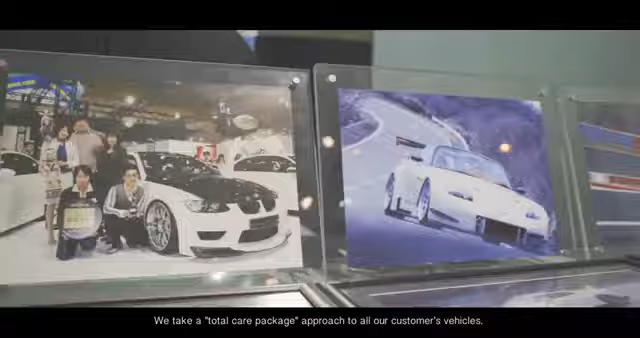 We take a "total care package" approach to all our customer's vehicles.